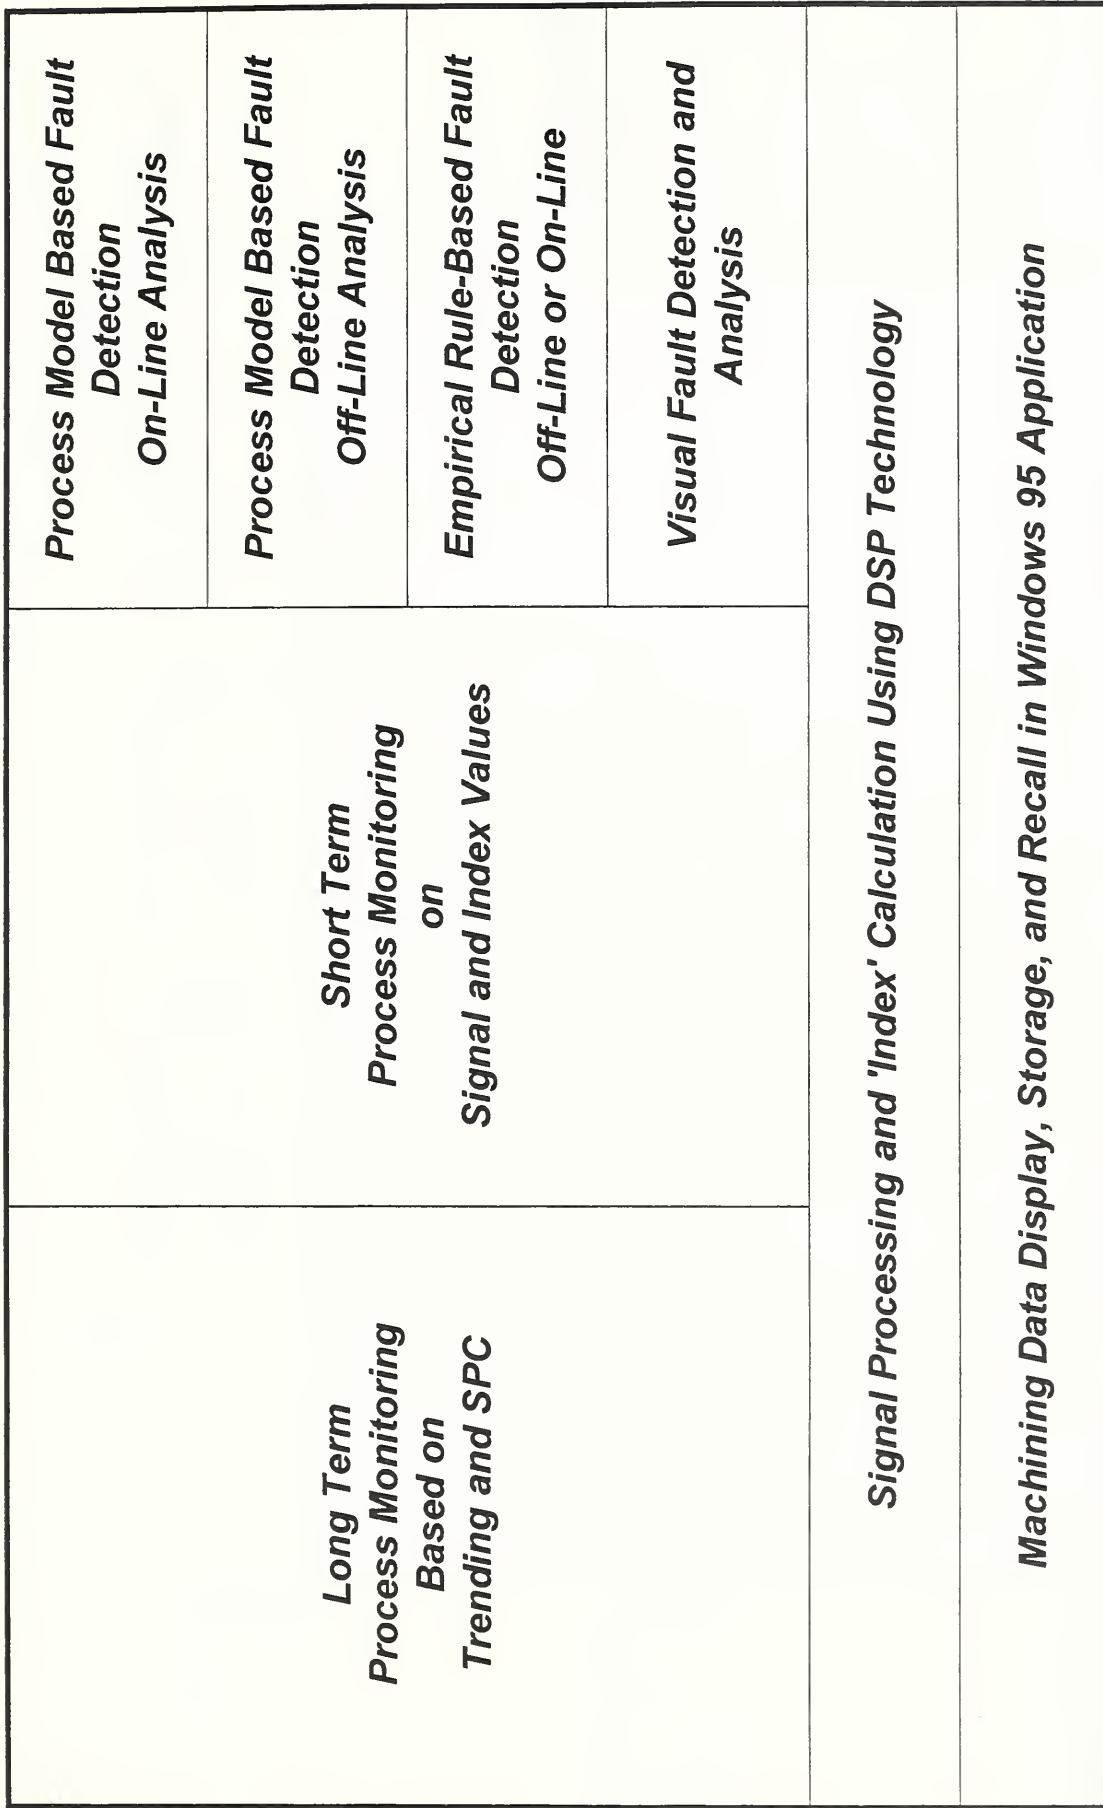 Long Term
Process Monitoring
Based on
Trending and SPC
Short Term
Process Monitoring
on
Signal and Index Values
Process Model Based Fault
Detection
On-Line Analysis
Process Model Based Fault
Detection
Off-Line Analysis
Empirical Rule-Based Fault
Detection
Off-Line or On-Line
Visual Fault Detection and
Analysis
Signal Processing and 'Index' Calculation Using DSP Technology
Machining Data Display, Storage, and Recall in Windows 95 Application